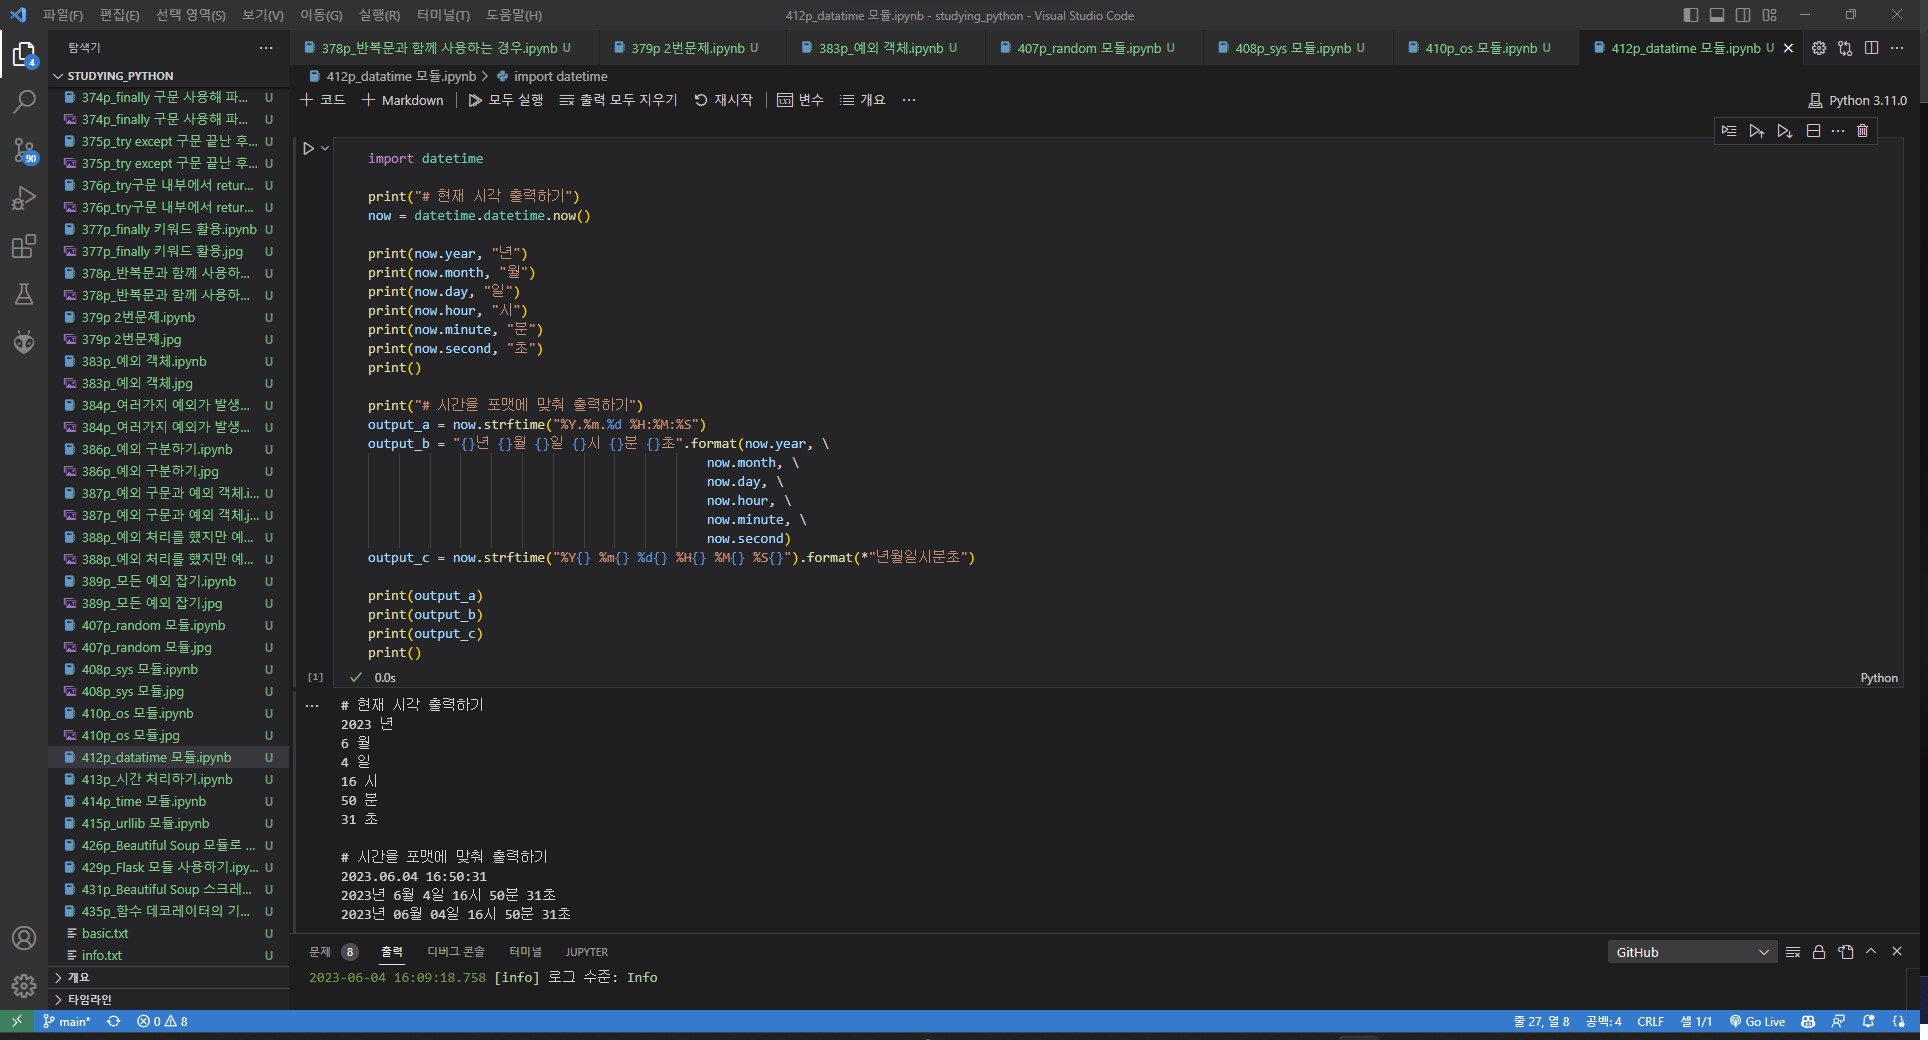 파일(F) 편집(E) 선택 영역(S) 보기(V) 이동(G) 실행(R) 터미널(T) 도움말(H)
412p_datatime 모듈.ipynb - studying_python - Visual Studio Code
탐색기
STUDYING_PYTHON
374p_finally 구문 사용해 파... U
374p_finally 구문 사용해 파... U
375p_try except 구문 끝난 후... U
375p_try except 구문 끝난 후... U
376p_try구문 내부에서 retur... U
376p_try구문 내부에서 retur... U
377p_finally 키워드 활용.ipynb U
377p_finally 키워드 활용.jpg U
378p_반복문과 함께 사용하... U
378p_반복문과 함께 사용하... U
379p 2번문제.ipynb U
379p 2번문제.jpg U
383p_예외 객체.ipynb U
383p_예외 객체.jpg U
384p_여러가지 예외가 발생... U
384p_여러가지 예외가 발생... U
386p_예외 구분하기.ipynb U
386p_예외 구분하기.jpg U
387p_예외 구문과 예외 객체.i... U
387p_예외 구문과 예외 객체.j... U
388p_예외 처리를 했지만 예... U
388p_예외 처리를 했지만 예... U
389p_모든 예외 잡기.ipynb U
389p_모든 예외 잡기.jpg U
407p_random 모듈.ipynb U
407p_random 모듈.jpg U
408p_sys 모듈.ipynb U
408p_sys 모듈.jpg U
410p_os 모듈.ipynb U
410p_os 모듈.jpg U
412p_datatime 모듈.ipynb U
413p_시간 처리하기.ipynb U
414p_time 모듈.ipynb U
415p_urllib 모듈.ipynb U
426p_Beautiful Soup 모듈로 ... U
429p_Flask 모듈 사용하기.ipy... U
431p_Beautiful Soup 스크레... U
435p_함수 데코레이터의 기... U
basic.txt U
info.txt U
개요
타임라인
4
90
378p_반복문과 함께 사용하는 경우.ipynb U 379p 2번문제.ipynb U 383p_예외 객체.ipynb U 407p_random 모듈.ipynb U 408p_sys 모듈.ipynb U 410p_os 모듈.ipynb U 412p_datatime 모듈.ipynb U
412p_datatime 모듈.ipynb > import datetime
+ 코드 + Markdown 모두 실행 출력 모두 지우기 재시작 변수 개요 ...
Python 3.11.0
import datetime
print("# 현재 시각 출력하기")
now = datetime.datetime.now()
print(now.year, "년")
print(now.month, "월")
print(now.day, "일")
print(now.hour, "시")
print(now.minute, "분")
print(now.second, "초")
print()
print("# 시간을 포맷에 맞춰 출력하기")
output_a = now.strftime("%Y.%m.%d %H:%M:%S")
output_b = "{}년 {}월 {}일 {}시 {}분 {}초".format(now.year, \
now.month, \
now.day, \
now.hour, \
now.minute, \
now.second)
output_c = now.strftime("%Y{} %m{} %d{} %H{} %M{} %S{}").format(*"년월일시분초")
print(output_a)
print(output_b)
print(output_c)
print()
[1] 0.0s
Python
# 현재 시각 출력하기
2023 년
6 월
4 일
16 시
50 분
31 초
# 시간을 포맷에 맞춰 출력하기
2023.06.04 16:50:31
2023년 6월 4일 16시 50분 31초
2023년 06월 04일 16시 50분 31초
문제 8 출력 디버그 콘솔 터미널 JUPYTER
GitHub
2023-06-04 16:09:18.758 [info] 로그 수준: Info
main* 0 8
줄 27, 열 8 공백: 4 CRLF 셀 1/1 Go Live